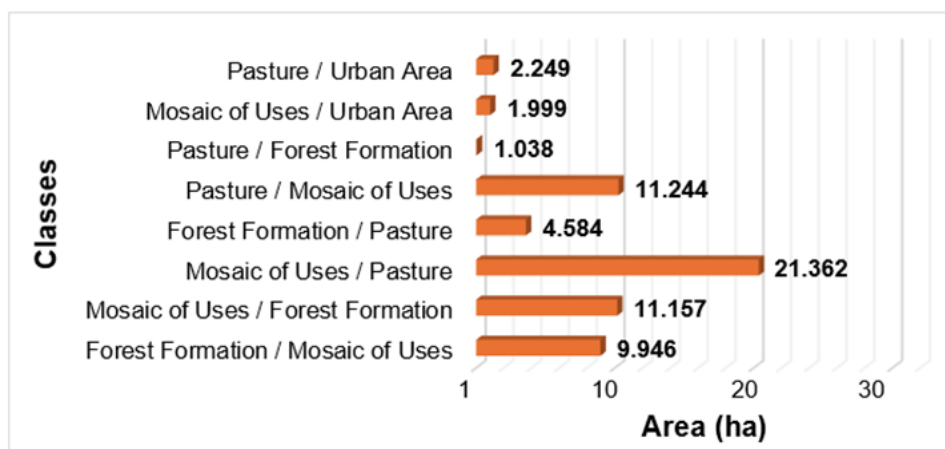 Classes
Pasture / Urban Area 2.249
Mosaic of Uses / Urban Area 1.999
Pasture / Forest Formation 1.038
Pasture / Mosaic of Uses 11.244
Forest Formation / Pasture 4.584
Mosaic of Uses / Pasture 21.362
Mosaic of Uses / Forest Formation 11.157
Forest Formation / Mosaic of Uses 9.946
1 10 20 30
Area (ha)